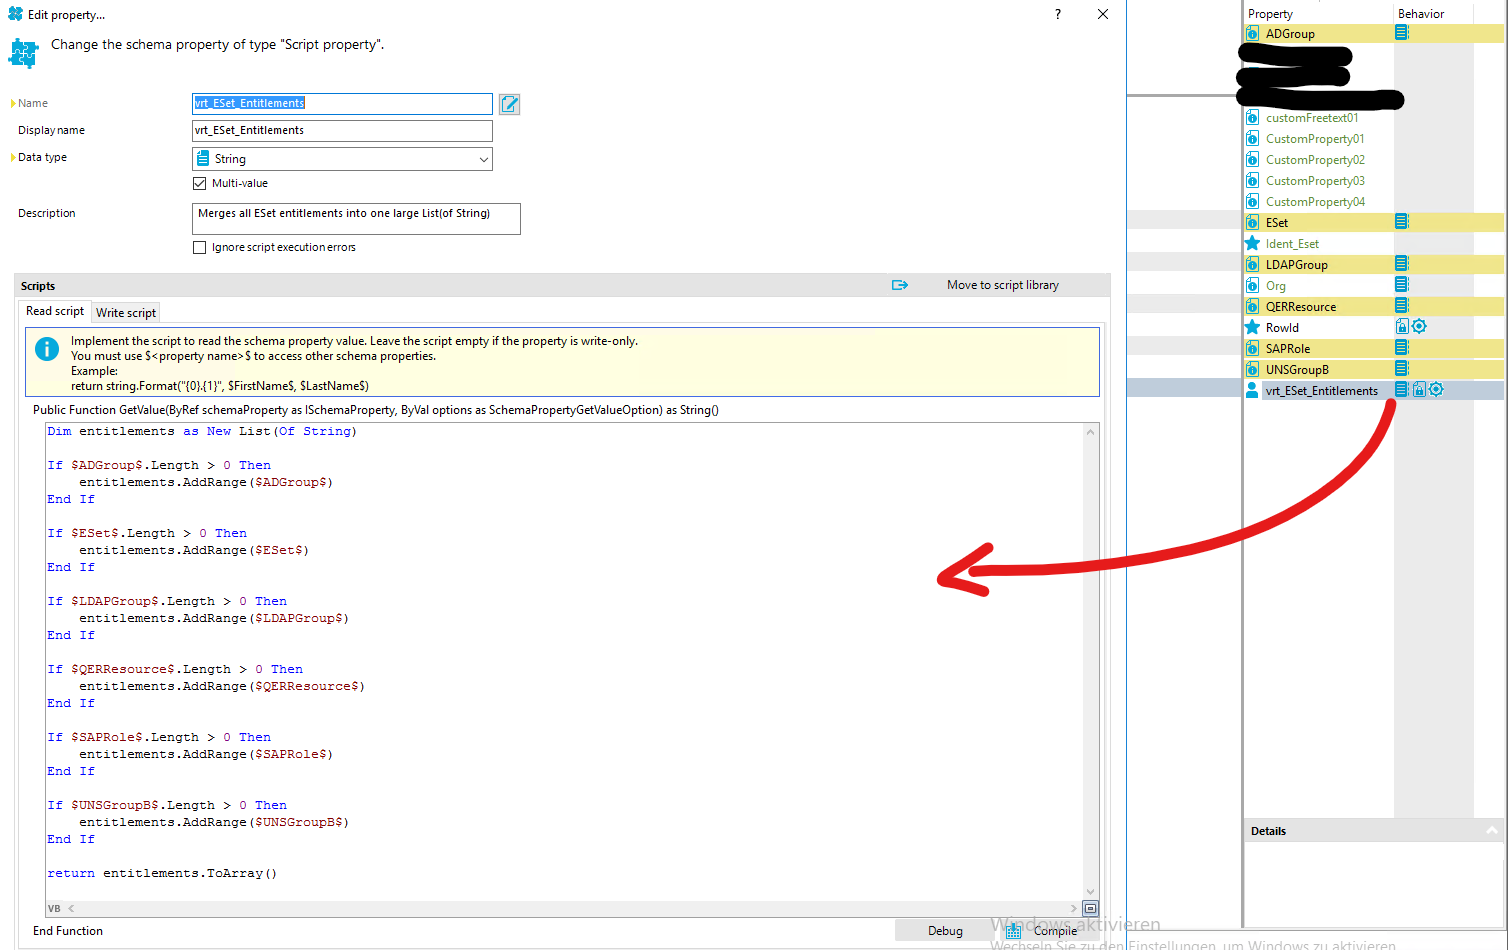 Edit property...
?
Change the schema property of type "Script property".
Name
vrt_ESet_Entitlements
Display name
vrt_ESet_Entitlements
Data type
String
Multi-value
Description
Merges all ESet entitlements into one large List(of String)
Ignore script execution errors
Scripts
Move to script library
Read script
Write script
Implement the script to read the schema property value. Leave the script empty if the property is write-only.
You must use $<property name>$ to access other schema properties.
Example:
return string.Format("{0}.{1}", $FirstName$, $LastName$)
Public Function GetValue(ByRef schemaProperty as ISchemaProperty, ByVal options as SchemaPropertyGetValueOption) as String()
Dim entitlements as New List(Of String)
If $ADGroup$.Length > 0 Then
entitlements.AddRange($ADGroup$)
End If
If $ESet$.Length > 0 Then
entitlements.AddRange($ESet$)
End If
If $LDAPGroup$.Length > 0 Then
entitlements.AddRange($LDAPGroup$)
End If
If $QERResource$.Length > 0 Then
entitlements.AddRange($QERResource$)
End If
If $SAPRole$.Length > 0 Then
entitlements.AddRange($SAPRole$)
End If
If $UNSGroupB$.Length > 0 Then
entitlements.AddRange($UNSGroupB$)
End If
return entitlements.ToArray()
VB
End Function
Debug
Compile
Property
Behavior
ADGroup
customFreetext01
CustomProperty01
CustomProperty02
CustomProperty03
CustomProperty04
ESet
Ident_Eset
LDAPGroup
Org
QERResource
RowId
SAPRole
UNSGroupB
vrt_ESet_Entitlements
Details
Windows aktivieren
Wechseln Sie zu den Einstellungen, um Windows zu aktivieren